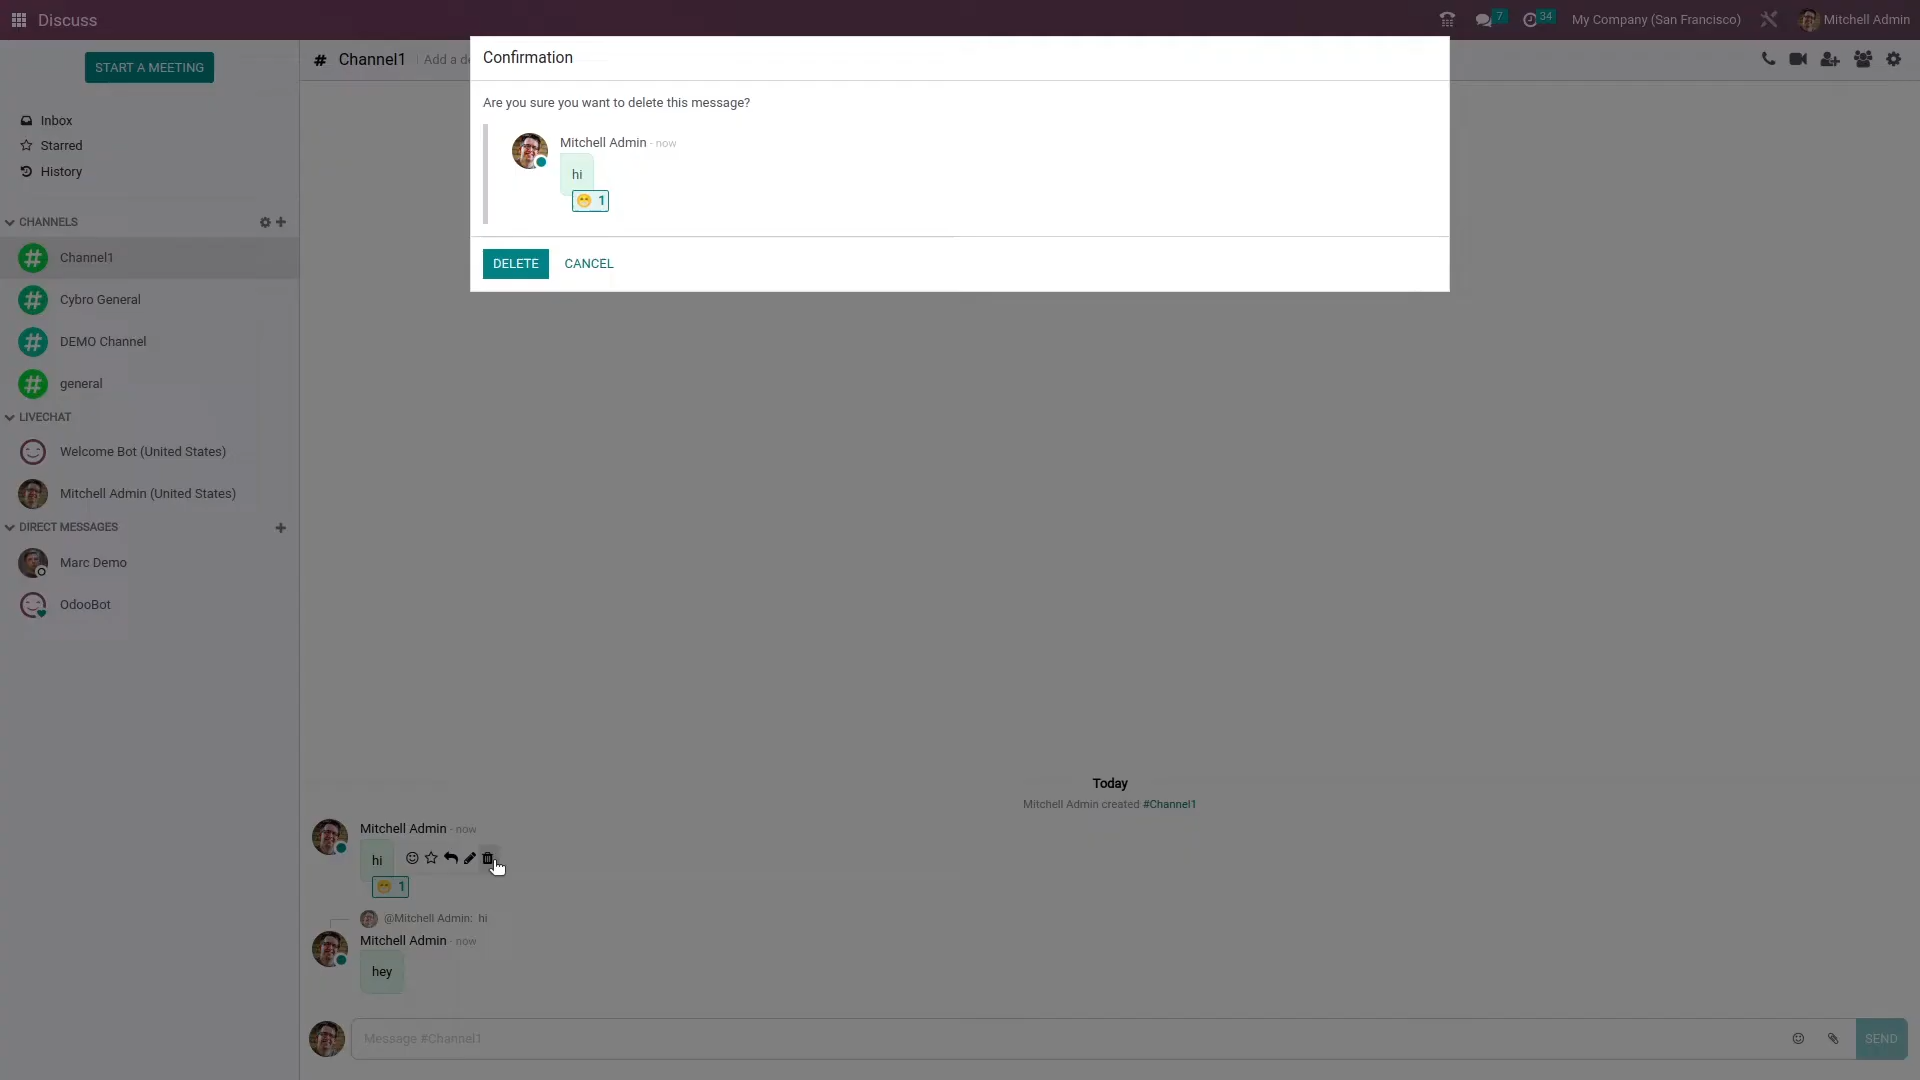 Discuss
7
34
My Company (San Francisco)
Mitchell Admin
START A MEETING
Inbox
Starred
History
CHANNELS
Channel1
Cybro General
DEMO Channel
general
LIVECHAT
Welcome Bot (United States)
Mitchell Admin (United States)
DIRECT MESSAGES
Marc Demo
OdooBot
# Channel1
Add a de
Confirmation
Are you sure you want to delete this message?
Mitchell Admin - now
hi
😁 1
DELETE CANCEL
Today
Mitchell Admin created #Channel1
Mitchell Admin - now
hi
😁 1
@Mitchell Admin: hi
Mitchell Admin - now
hey
Message #Channel1
SEND